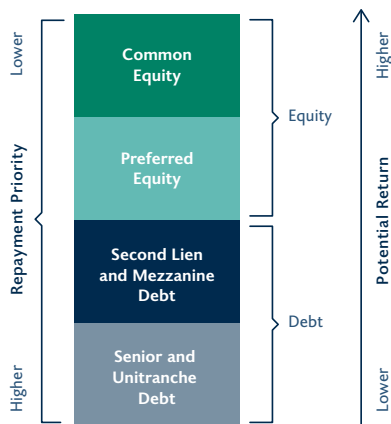 Lower
Repayment Priority
Higher
Common
Equity
Preferred
Equity
Second Lien
and Mezzanine
Debt
Senior and
Unitranche
Debt
Equity
Debt
Higher
Potential Return
Lower